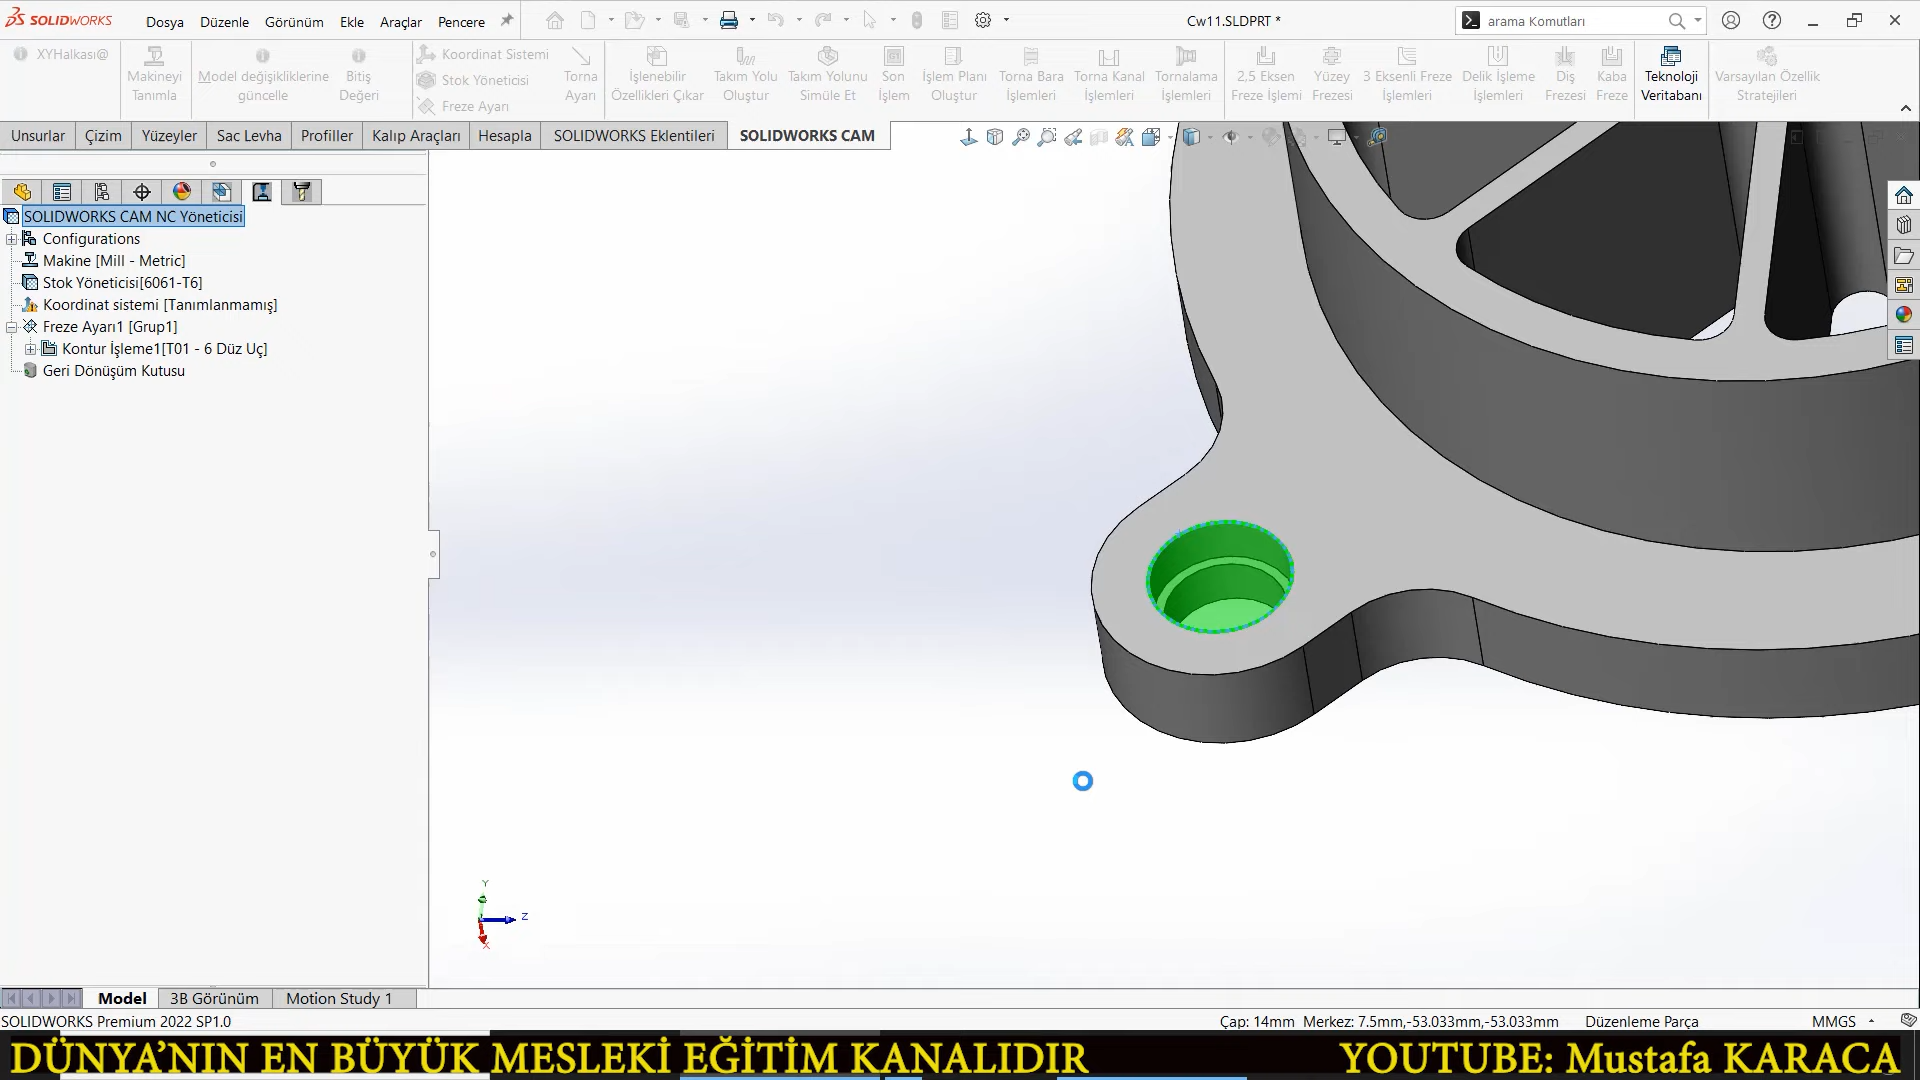 SOLIDWORKS Dosya Düzenle Görünüm Ekle Araçlar Pencere Cw11.SLDPRT * arama Komutları
XYHalkası@
Makineyi Tanımla
Model değişikliklerine güncelle
Bitiş Değeri
Koordinat Sistemi
Stok Yöneticisi
Freze Ayarı
Torna Ayarı
İşlenebilir Özellikleri Çıkar
Takım Yolu Oluştur
Takım Yolunu Simüle Et
Son İşlem
İşlem Planı Oluştur
Torna Bara İşlemleri
Torna Kanal İşlemleri
Tornalama İşlemleri
2,5 Eksen Freze İşlemi
Yüzey Frezesi
3 Eksenli Freze İşlemleri
Delik İşleme İşlemleri
Diş Frezesi
Kaba Freze
Teknoloji Veritabanı
Varsayılan Özellik Stratejileri
Unsurlar Çizim Yüzeyler Sac Levha Profiller Kalıp Araçları Hesapla SOLIDWORKS Eklentileri SOLIDWORKS CAM
SOLIDWORKS CAM NC Yöneticisi
Configurations
Makine [Mill - Metric]
Stok Yöneticisi[6061-T6]
Koordinat sistemi [Tanımlanmamış]
Freze Ayarı1 [Grup1]
Kontur İşleme1[T01 - 6 Düz Uç]
Geri Dönüşüm Kutusu
Y
Z
X
Model 3B Görünüm Motion Study 1
SOLIDWORKS Premium 2022 SP1.0 Çap: 14mm Merkez: 7.5mm,-53.033mm,-53.033mm Düzenleme Parça MMGS
DÜNYA’NIN EN BÜYÜK MESLEKİ EĞİTİM KANALIDIR YOUTUBE: Mustafa KARACA